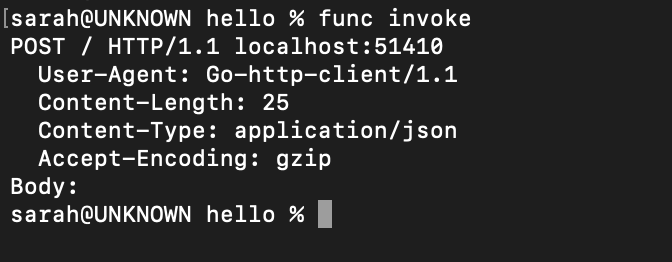 [sarah@UNKNOWN hello % func invoke
POST / HTTP/1.1 localhost:51410
  User-Agent: Go-http-client/1.1
  Content-Length: 25
  Content-Type: application/json
  Accept-Encoding: gzip
Body:
sarah@UNKNOWN hello %